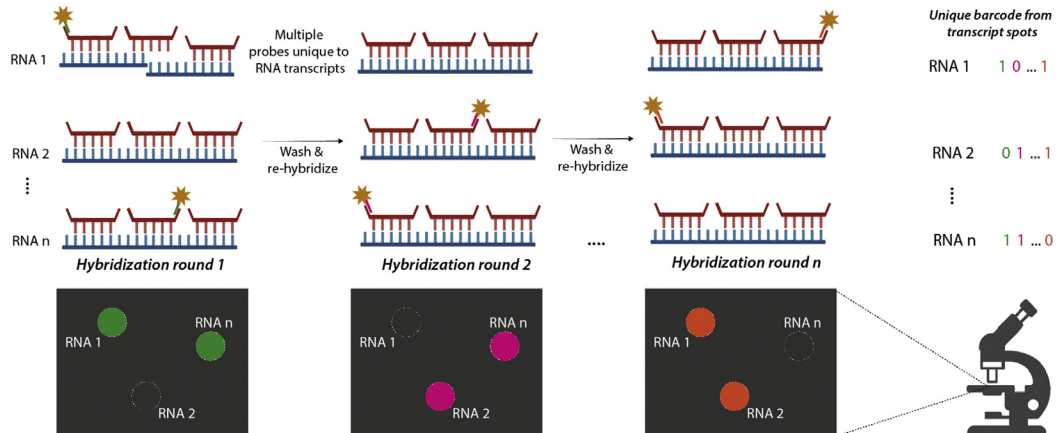 Multiple
probes unique to
RNA transcripts
Unique barcode from
transcript spots
RNA 1
RNA 1 1 0 ... 1
RNA 2
Wash &
re-hybridize
Wash &
re-hybridize
RNA 2 0 1 ... 1
RNA n
....
RNA n 1 1 ... 0
Hybridization round 1
Hybridization round 2
Hybridization round n
RNA 1
RNA n
RNA 2
RNA 1
RNA n
RNA 2
RNA 1
RNA n
RNA 2